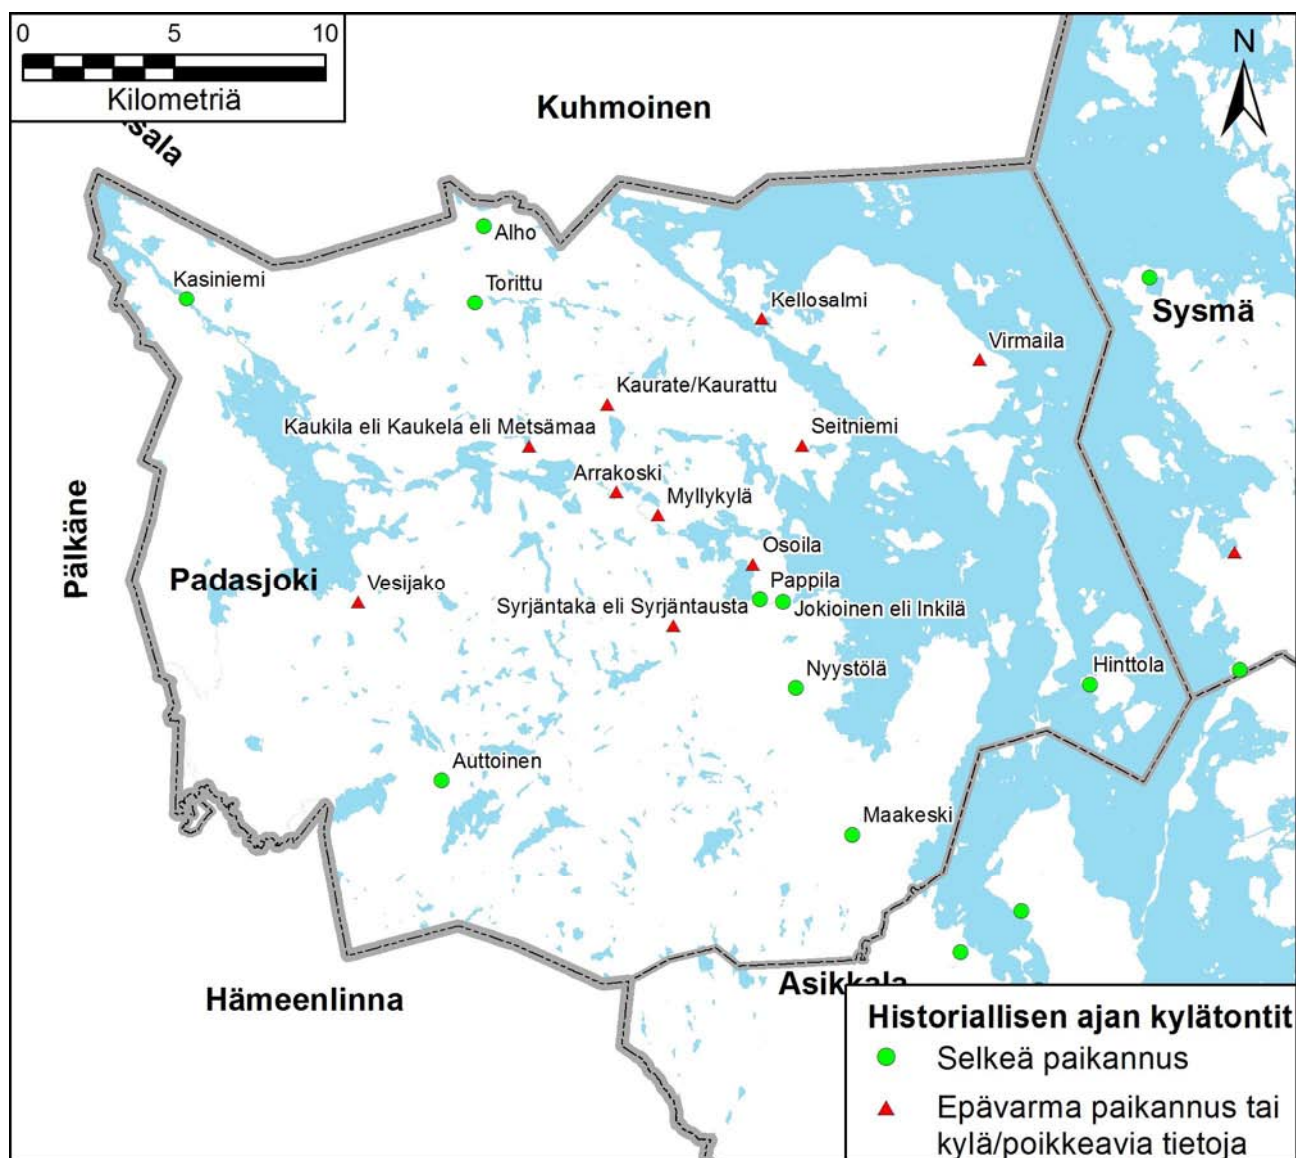 0 5 10
Kilometriä
Kuhmoinen
N
Alho
Kasiniemi
Torittu
Kellosalmi
Sysmä
Virmaila
Kaurate/Kaurattu
Kaukila eli Kaukela eli Metsämaa
Seitniemi
Arrakoski
Myllykylä
Pälkäne
Osoila
Padasjoki
Vesijako
Pappila
Syrjäntaka eli Syrjäntausta
Jokioinen eli Inkilä
Hinttola
Nyystölä
Auttoinen
Maakeski
Hämeenlinna
Asikkala
Historiallisen ajan kylätontit
Selkeä paikannus
Epävarma paikannus tai
kylä/poikkeavia tietoja